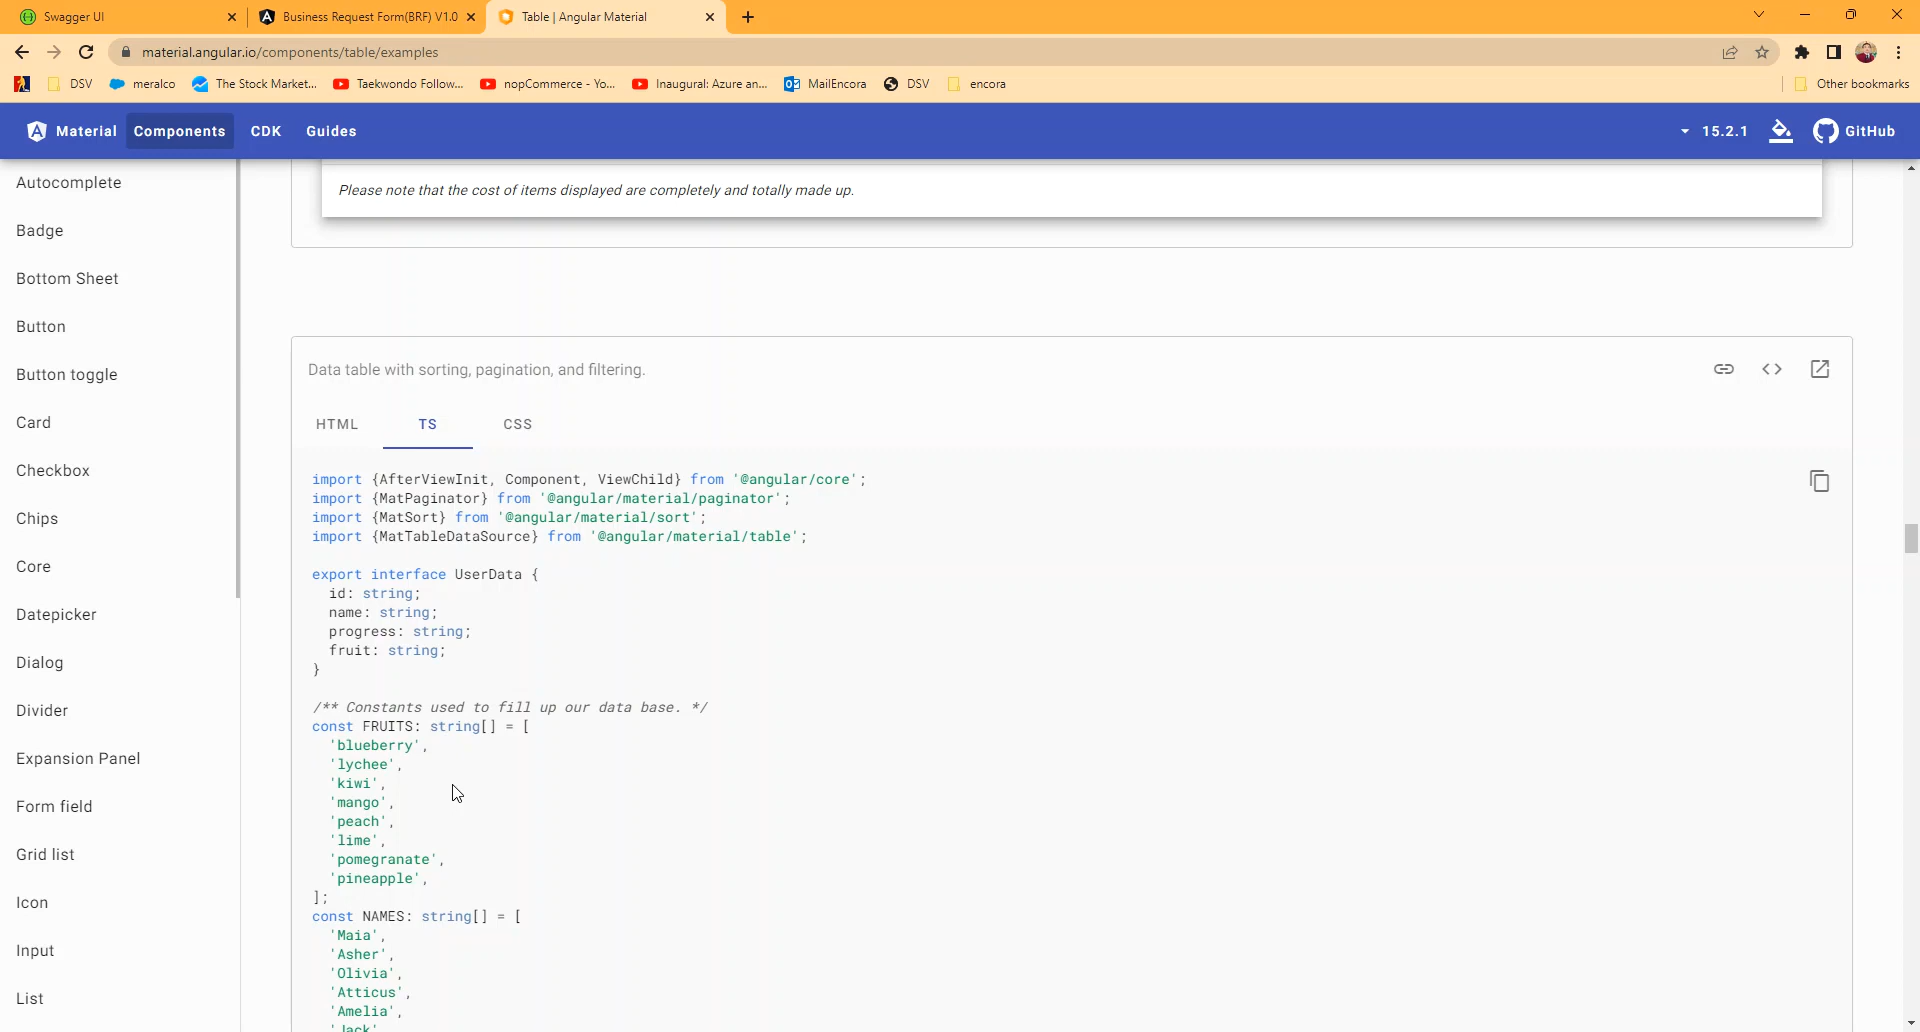 Swagger UI
Business Request Form(BRF) V1.0
Table | Angular Material
material.angular.io/components/table/examples
DSV
meralco
The Stock Market...
Taekwondo Follow...
nopCommerce - Yo...
Inaugural: Azure an...
MailEncora
DSV
encora
Other bookmarks
Material
Components
CDK
Guides
15.2.1
GitHub
Autocomplete
Badge
Bottom Sheet
Button
Button toggle
Card
Checkbox
Chips
Core
Datepicker
Dialog
Divider
Expansion Panel
Form field
Grid list
Icon
Input
List
Please note that the cost of items displayed are completely and totally made up.
Data table with sorting, pagination, and filtering.
HTML
TS
CSS
import {AfterViewInit, Component, ViewChild} from '@angular/core';
import {MatPaginator} from '@angular/material/paginator';
import {MatSort} from '@angular/material/sort';
import {MatTableDataSource} from '@angular/material/table';
export interface UserData {
id: string;
name: string;
progress: string;
fruit: string;
}
/** Constants used to fill up our data base. */
const FRUITS: string[] = [
'blueberry',
'lychee',
'kiwi',
'mango',
'peach',
'lime',
'pomegranate',
'pineapple',
];
const NAMES: string[] = [
'Maia',
'Asher',
'Olivia',
'Atticus',
'Amelia',
'Jack'